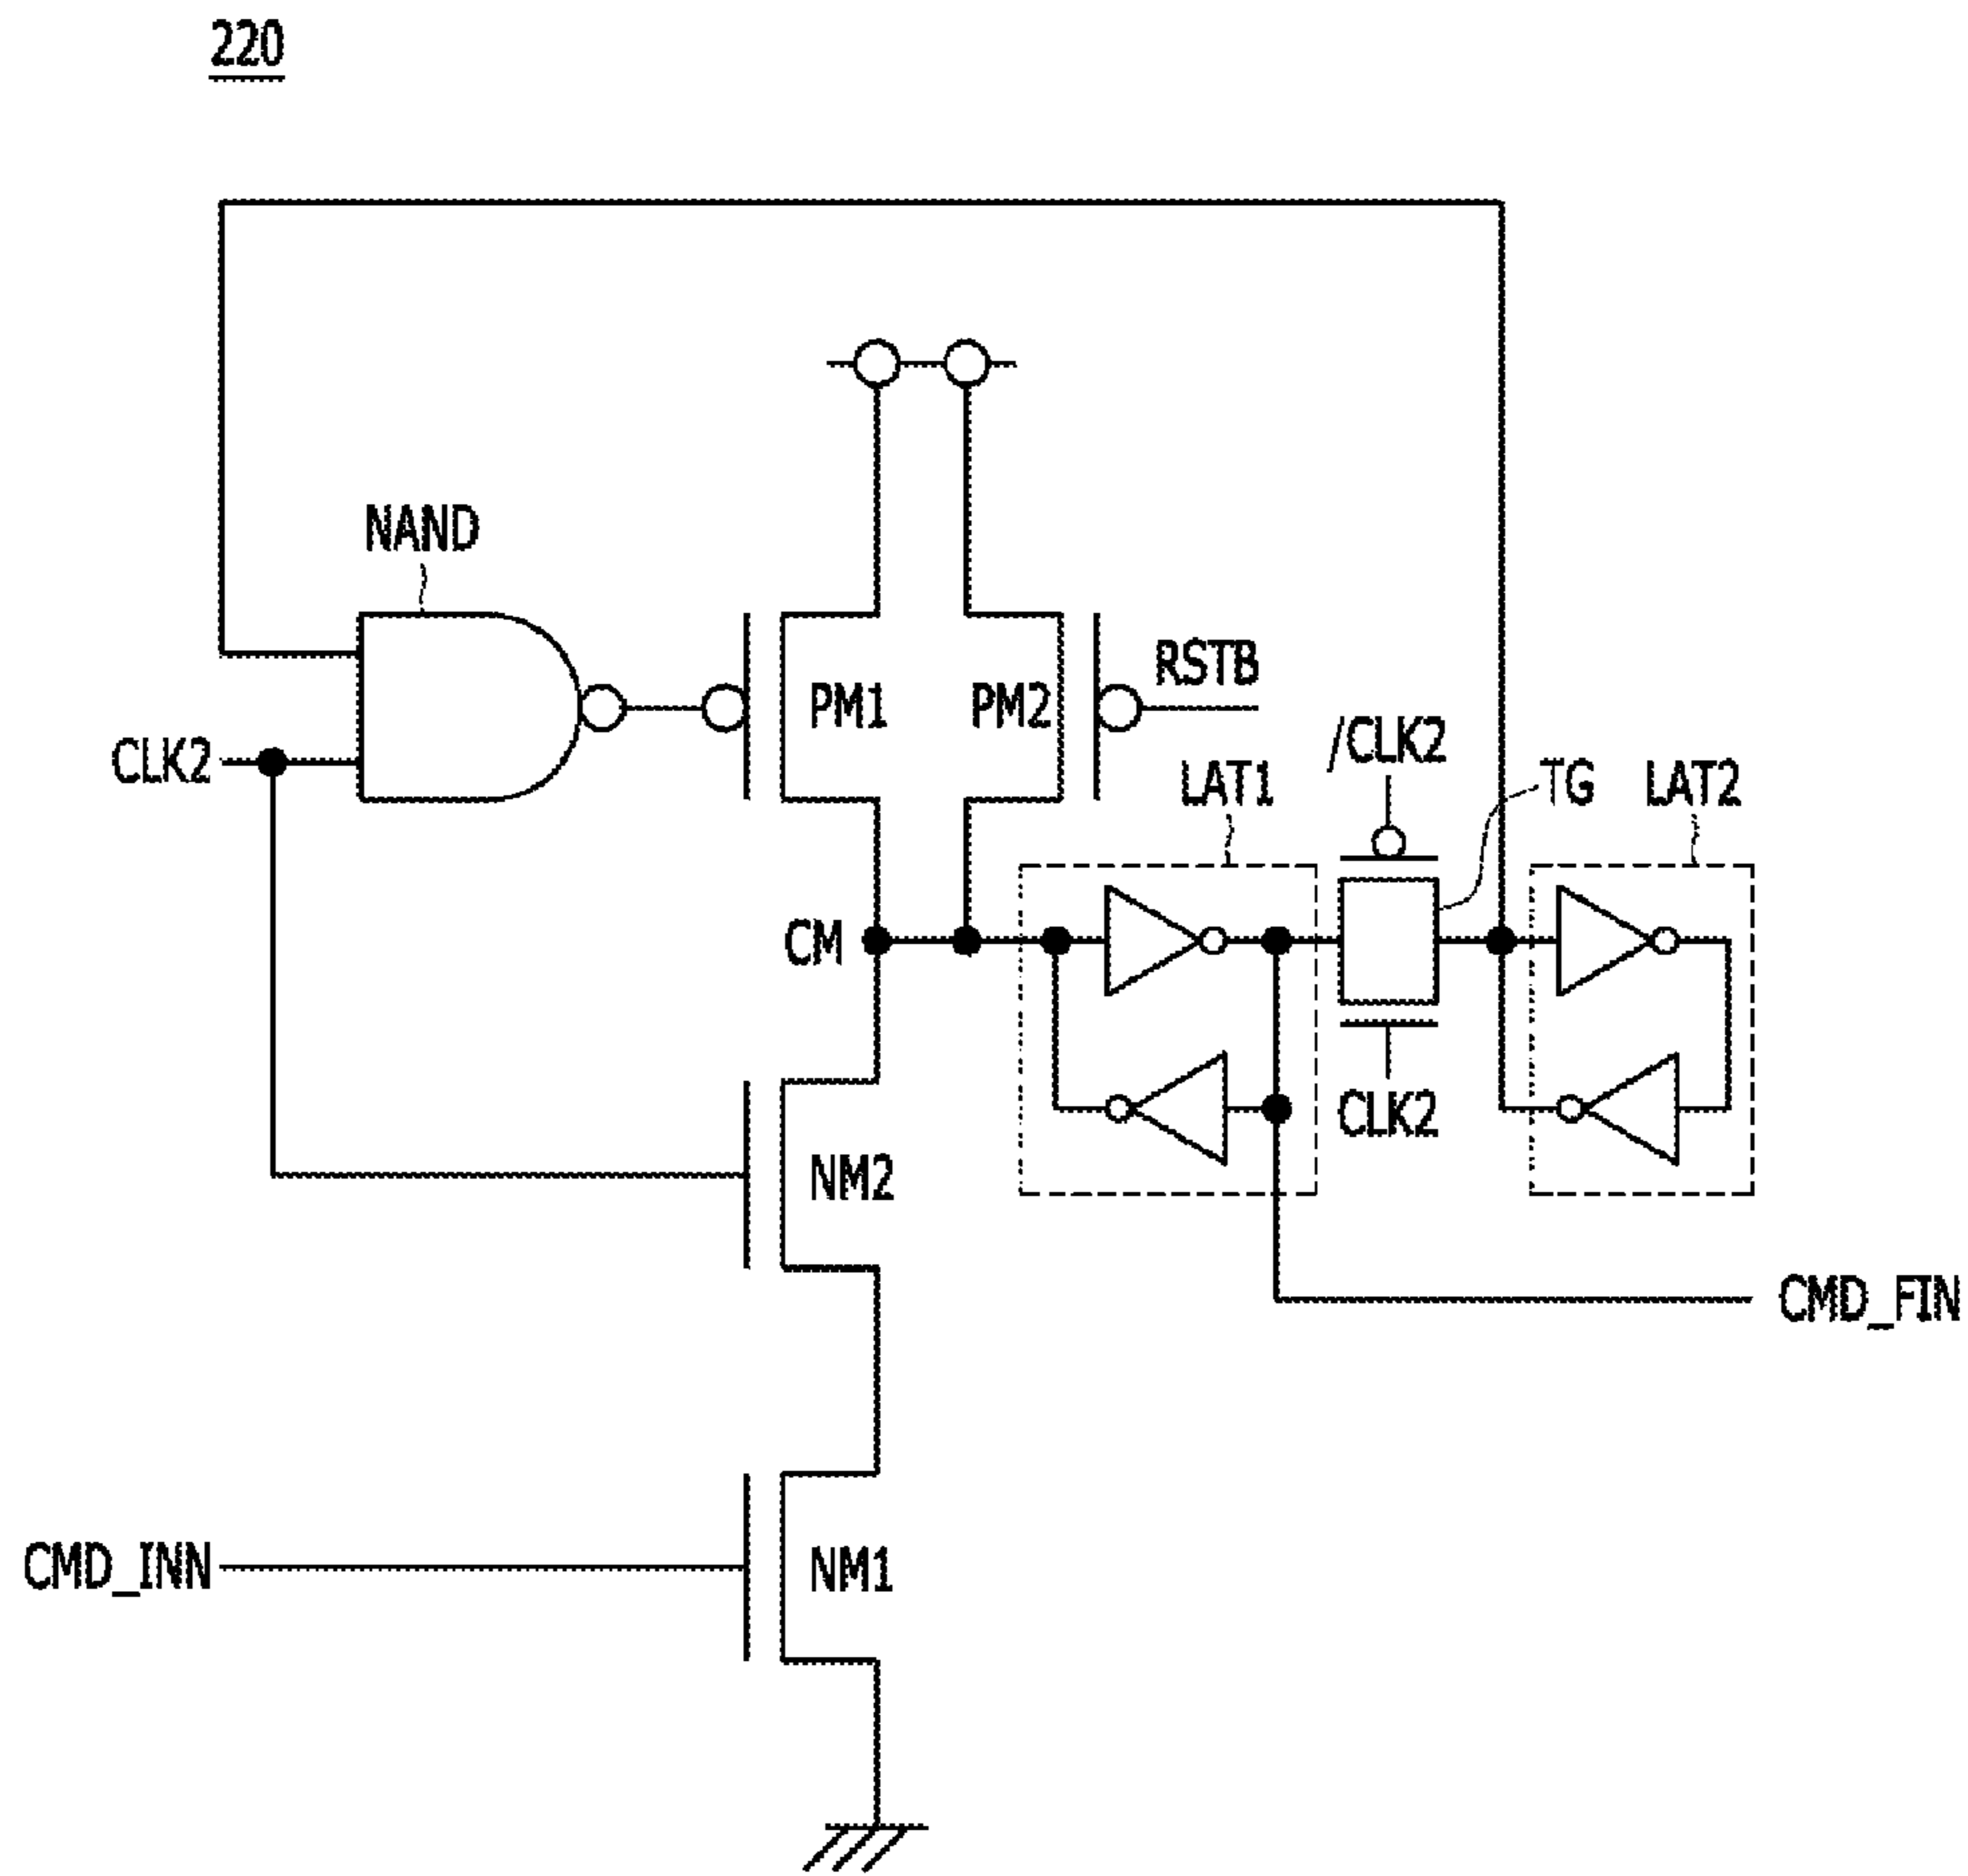 220
NAND
CLK2
PM1
PM2
RSTB
/CLK2
LAT1
TG
LAT2
CM
CLK2
NM2
CMD_FIN
CMD_INN
NM1